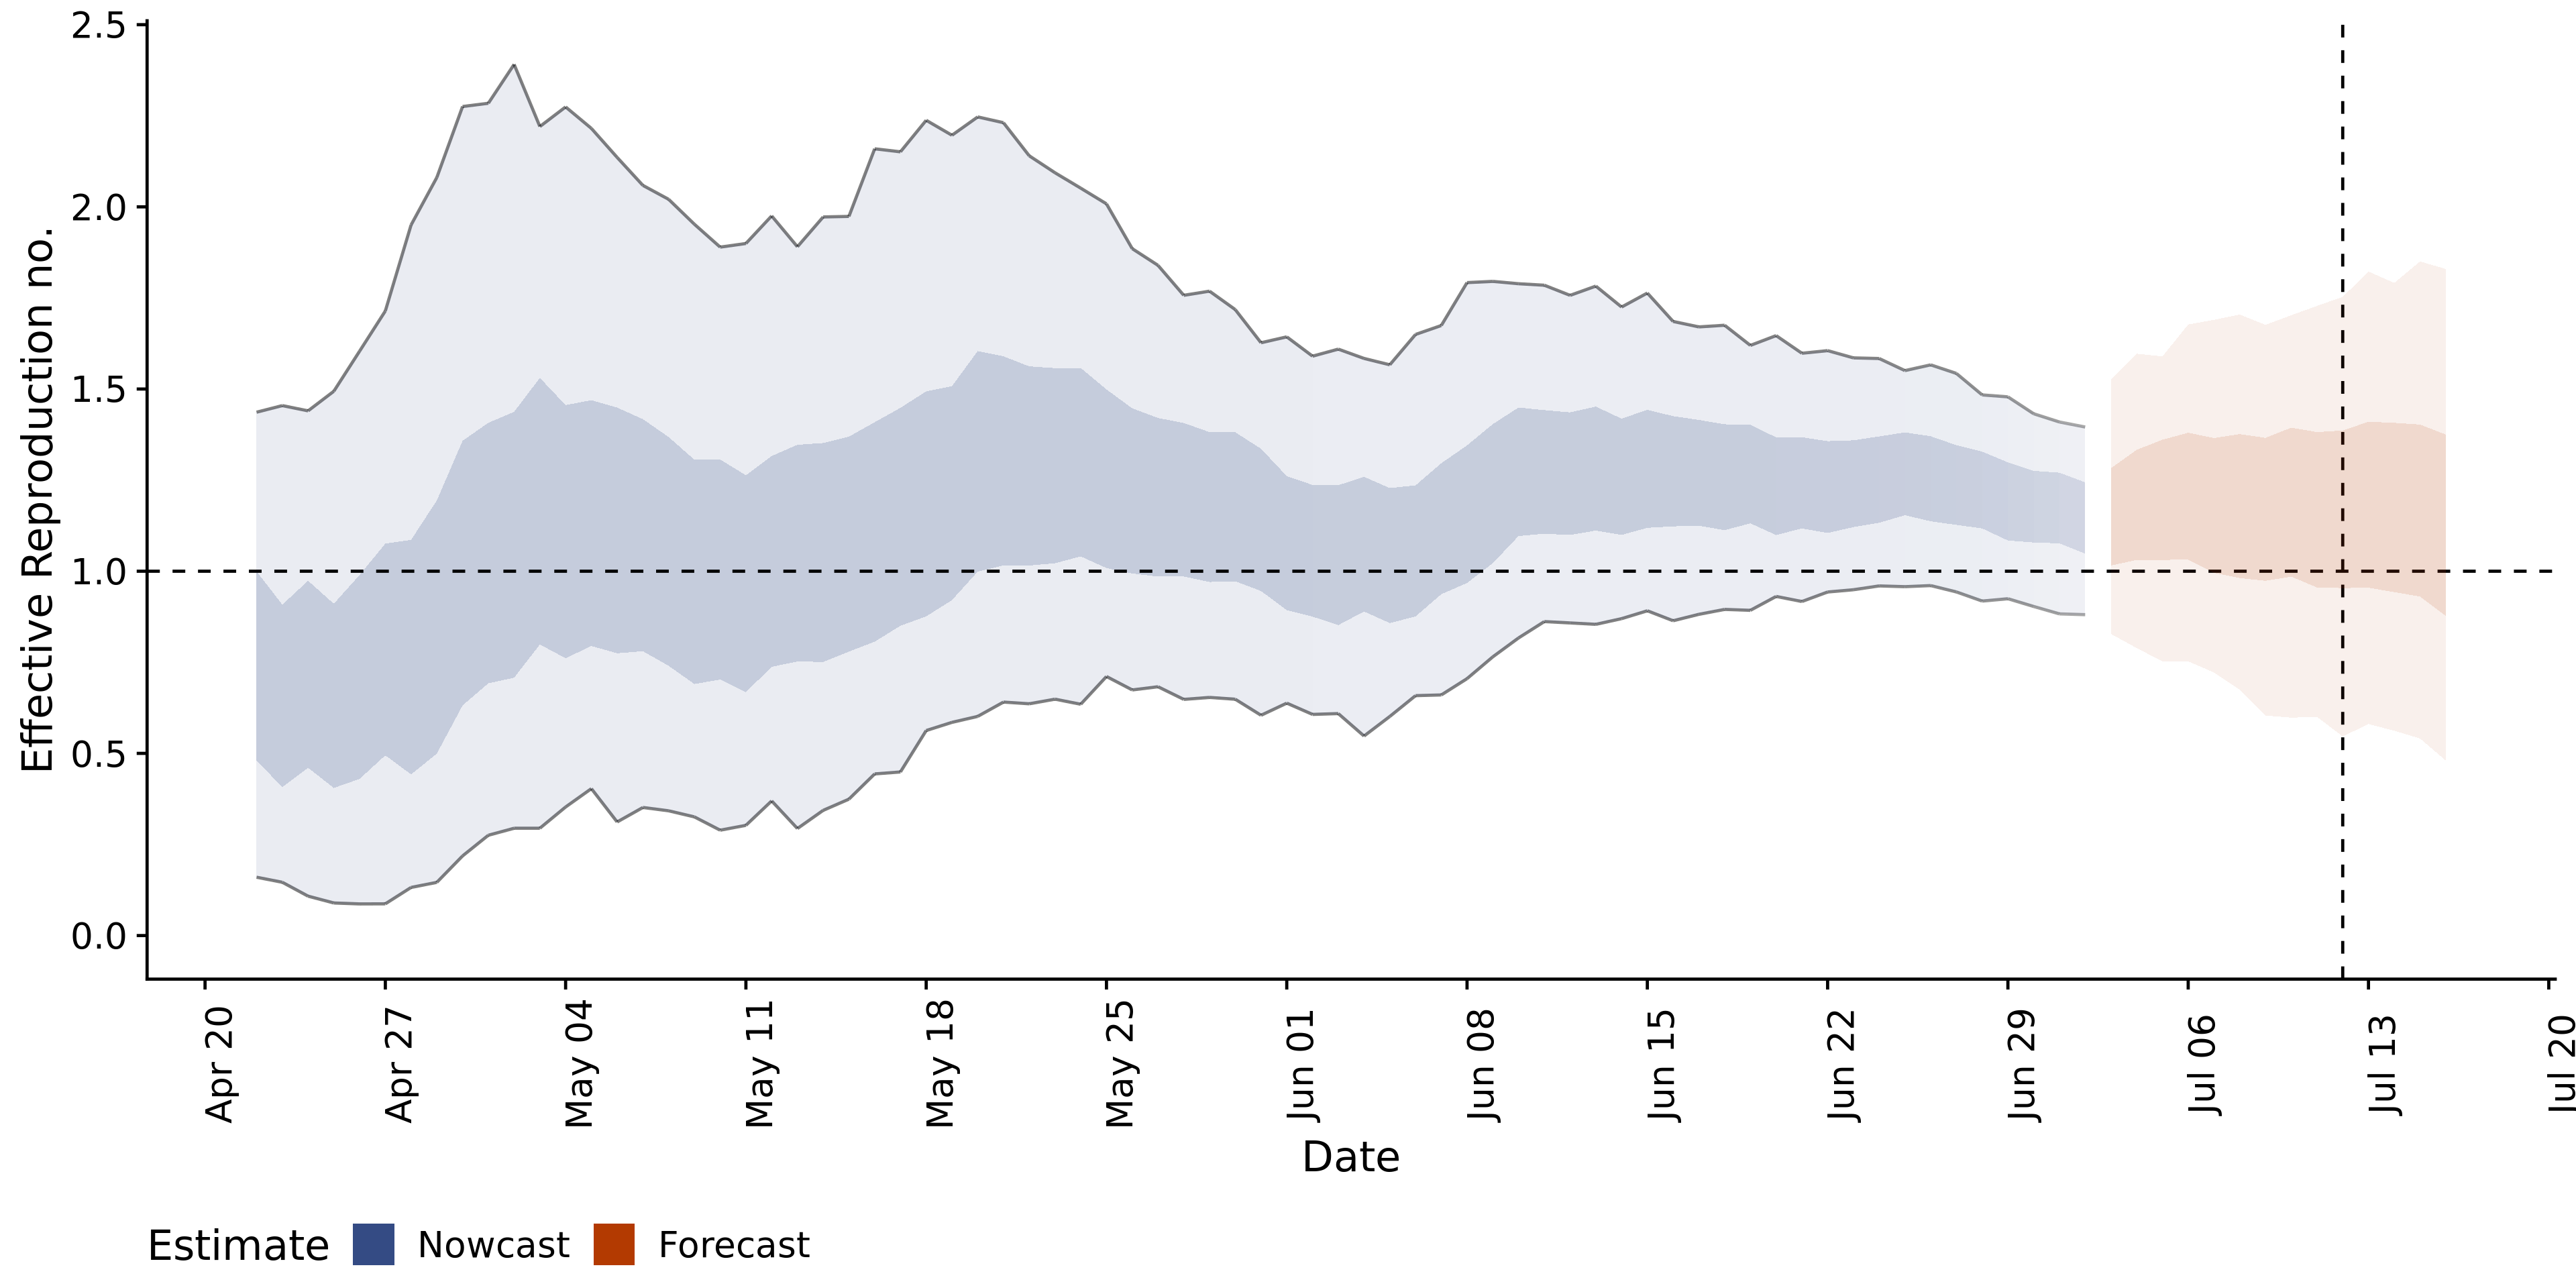 Effective Reproduction no.
2.5
2.0
1.5
1.0
0.5
0.0
Apr 20
Apr 27
May 04
May 11
May 18
May 25
Jun 01
Jun 08
Jun 15
Jun 22
Jun 29
Jul 06
Jul 13
Jul 20
Date
Estimate Nowcast Forecast